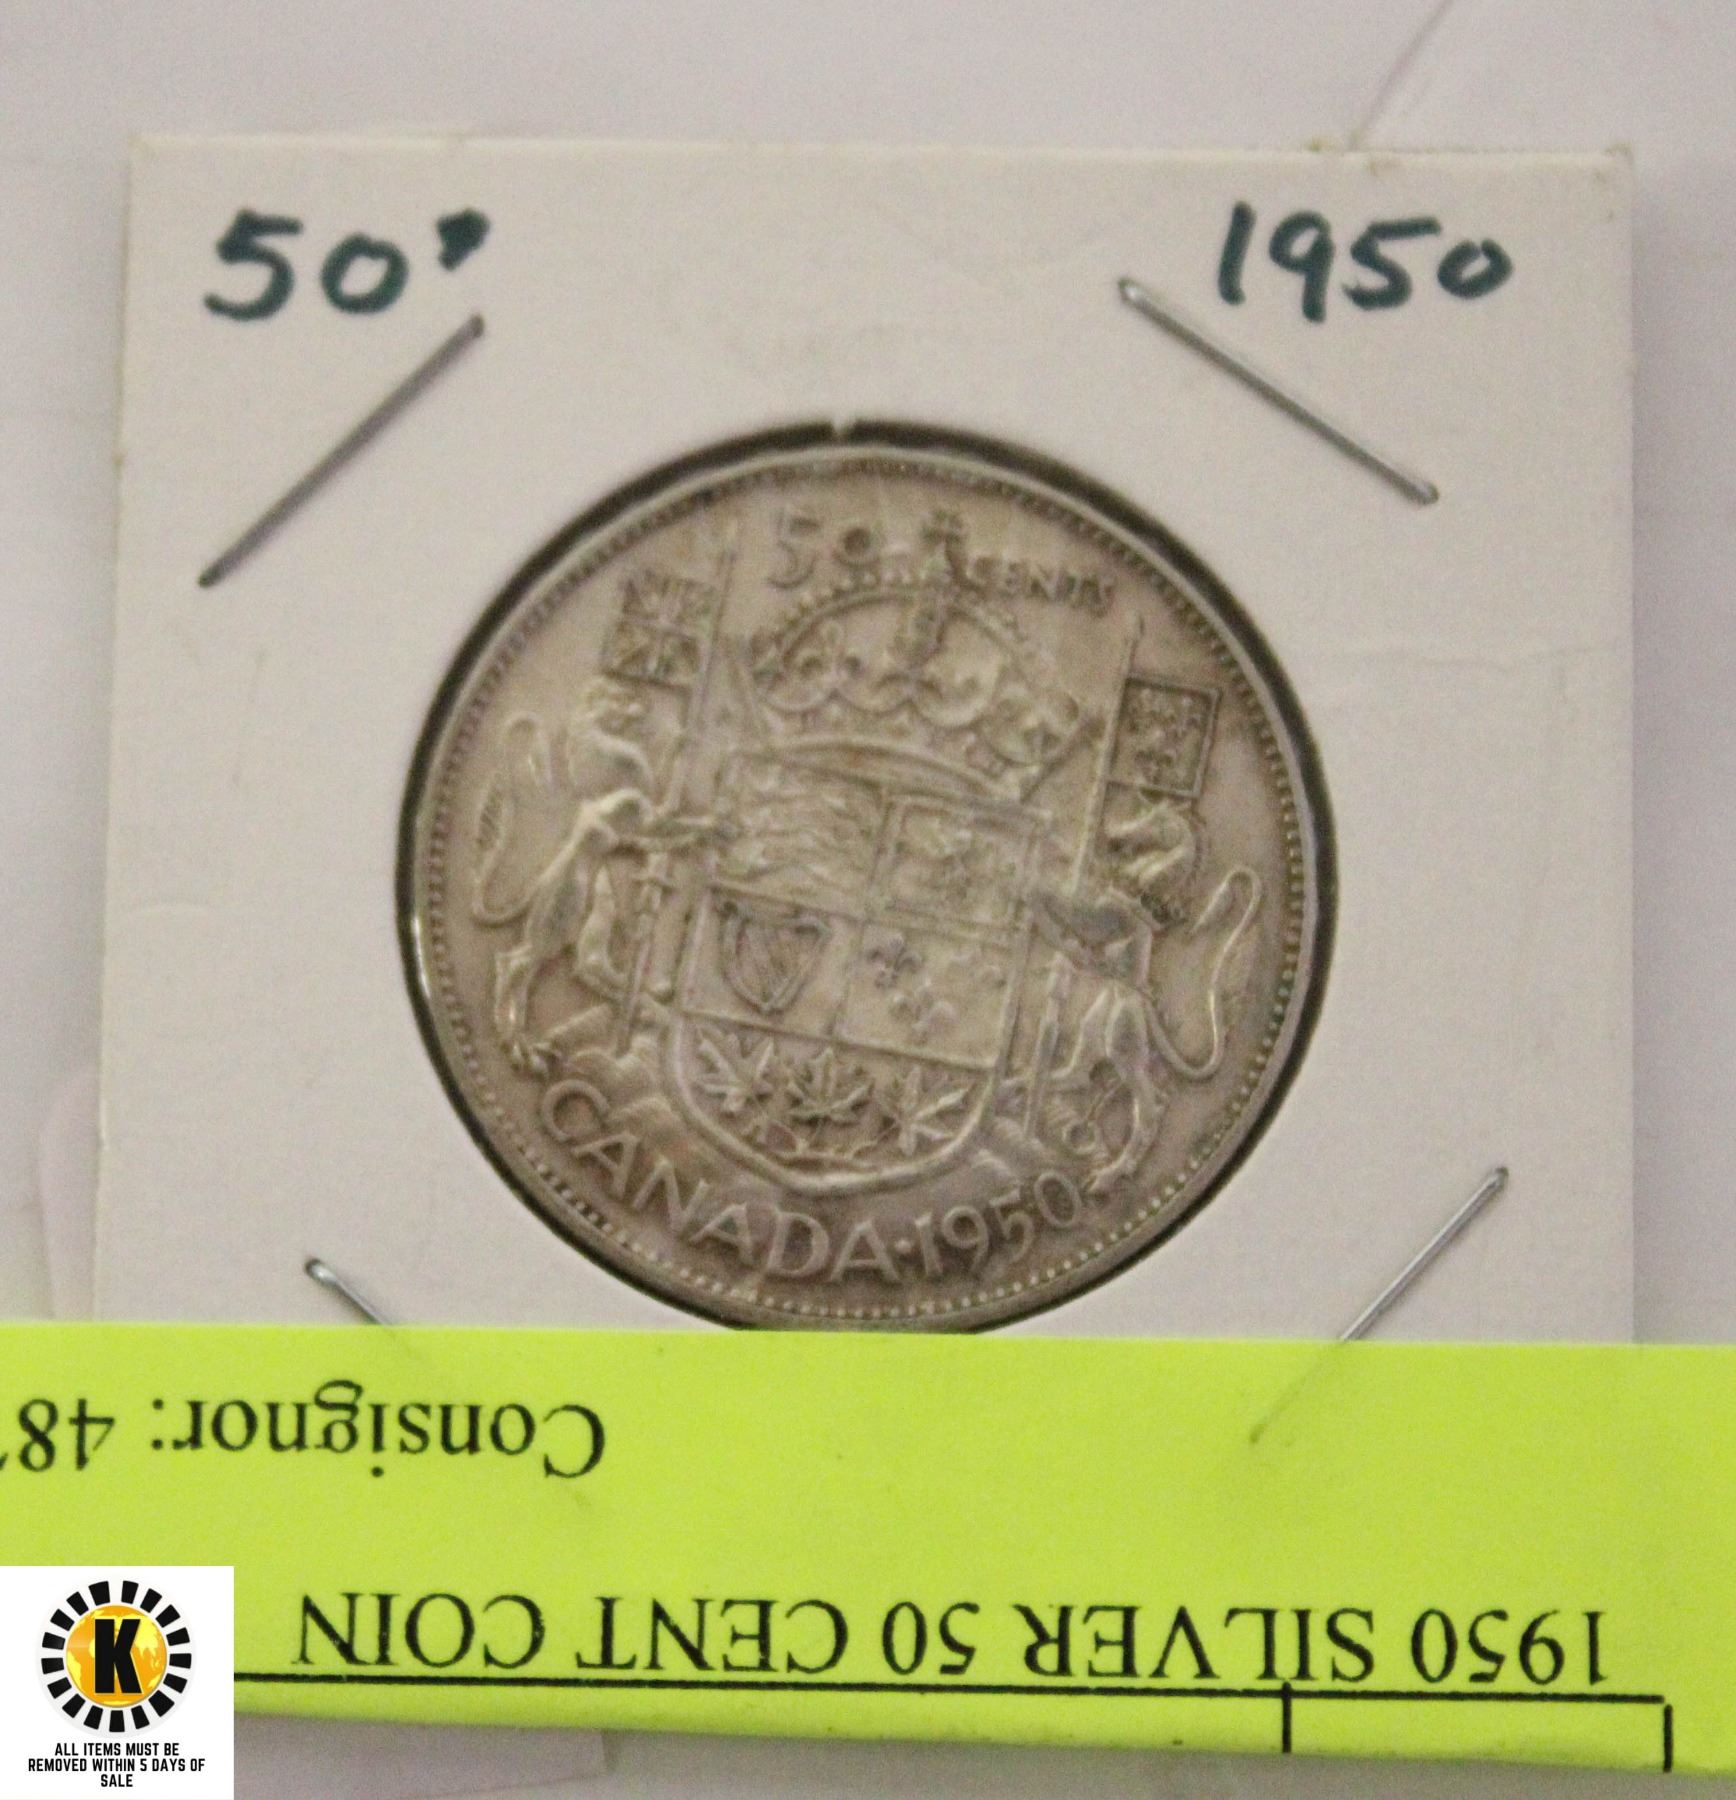 50¢ 1950
50 CENTS
CANADA·1950
Consignor: 48
1950 SILVER 50 CENT COIN
K
ALL ITEMS MUST BE
REMOVED WITHIN 5 DAYS OF
SALE